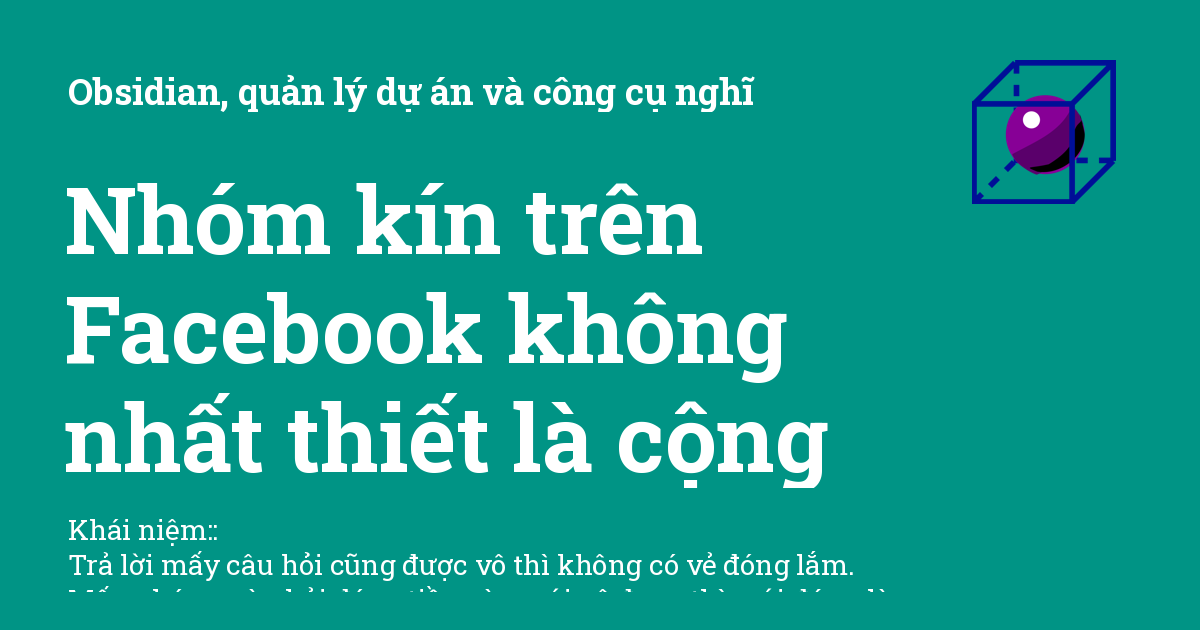 Obsidian, quản lý dự án và công cụ nghĩ
Nhóm kín trên
Facebook không
nhất thiết là cộng
Khái niệm::
Trả lời mấy câu hỏi cũng được vô thì không có vẻ đóng lắm.